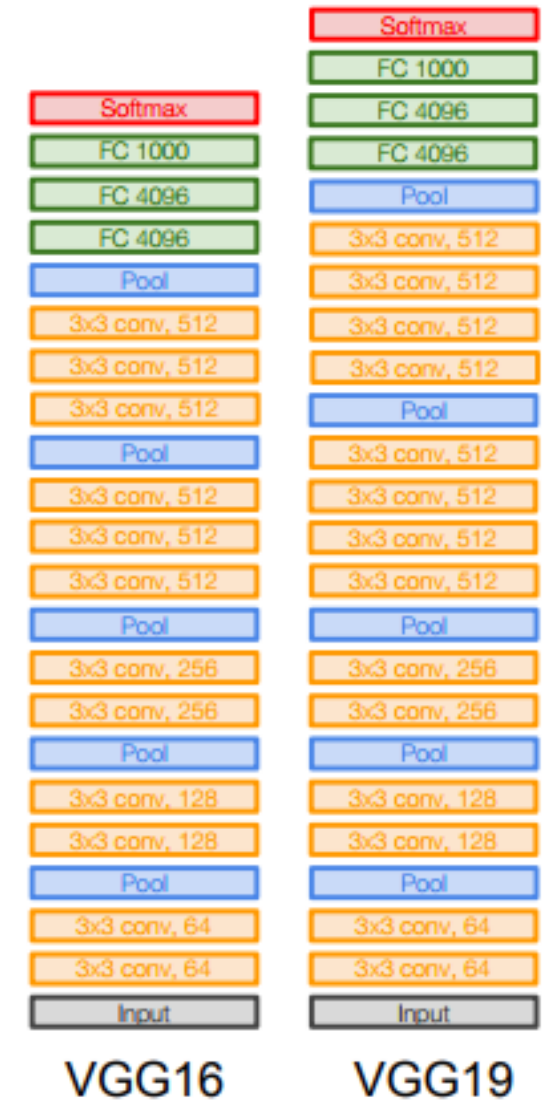 Softmax
FC 1000
FC 4096
FC 4096
Pool
3x3 conv, 512
3x3 conv, 512
3x3 conv, 512
Pool
3x3 conv, 512
3x3 conv, 512
3x3 conv, 512
Pool
3x3 conv, 256
3x3 conv, 256
Pool
3x3 conv, 128
3x3 conv, 128
Pool
3x3 conv, 64
3x3 conv, 64
Input
VGG16
Softmax
FC 1000
FC 4096
FC 4096
Pool
3x3 conv, 512
3x3 conv, 512
3x3 conv, 512
3x3 conv, 512
Pool
3x3 conv, 512
3x3 conv, 512
3x3 conv, 512
3x3 conv, 512
Pool
3x3 conv, 256
3x3 conv, 256
Pool
3x3 conv, 128
3x3 conv, 128
Pool
3x3 conv, 64
3x3 conv, 64
Input
VGG19